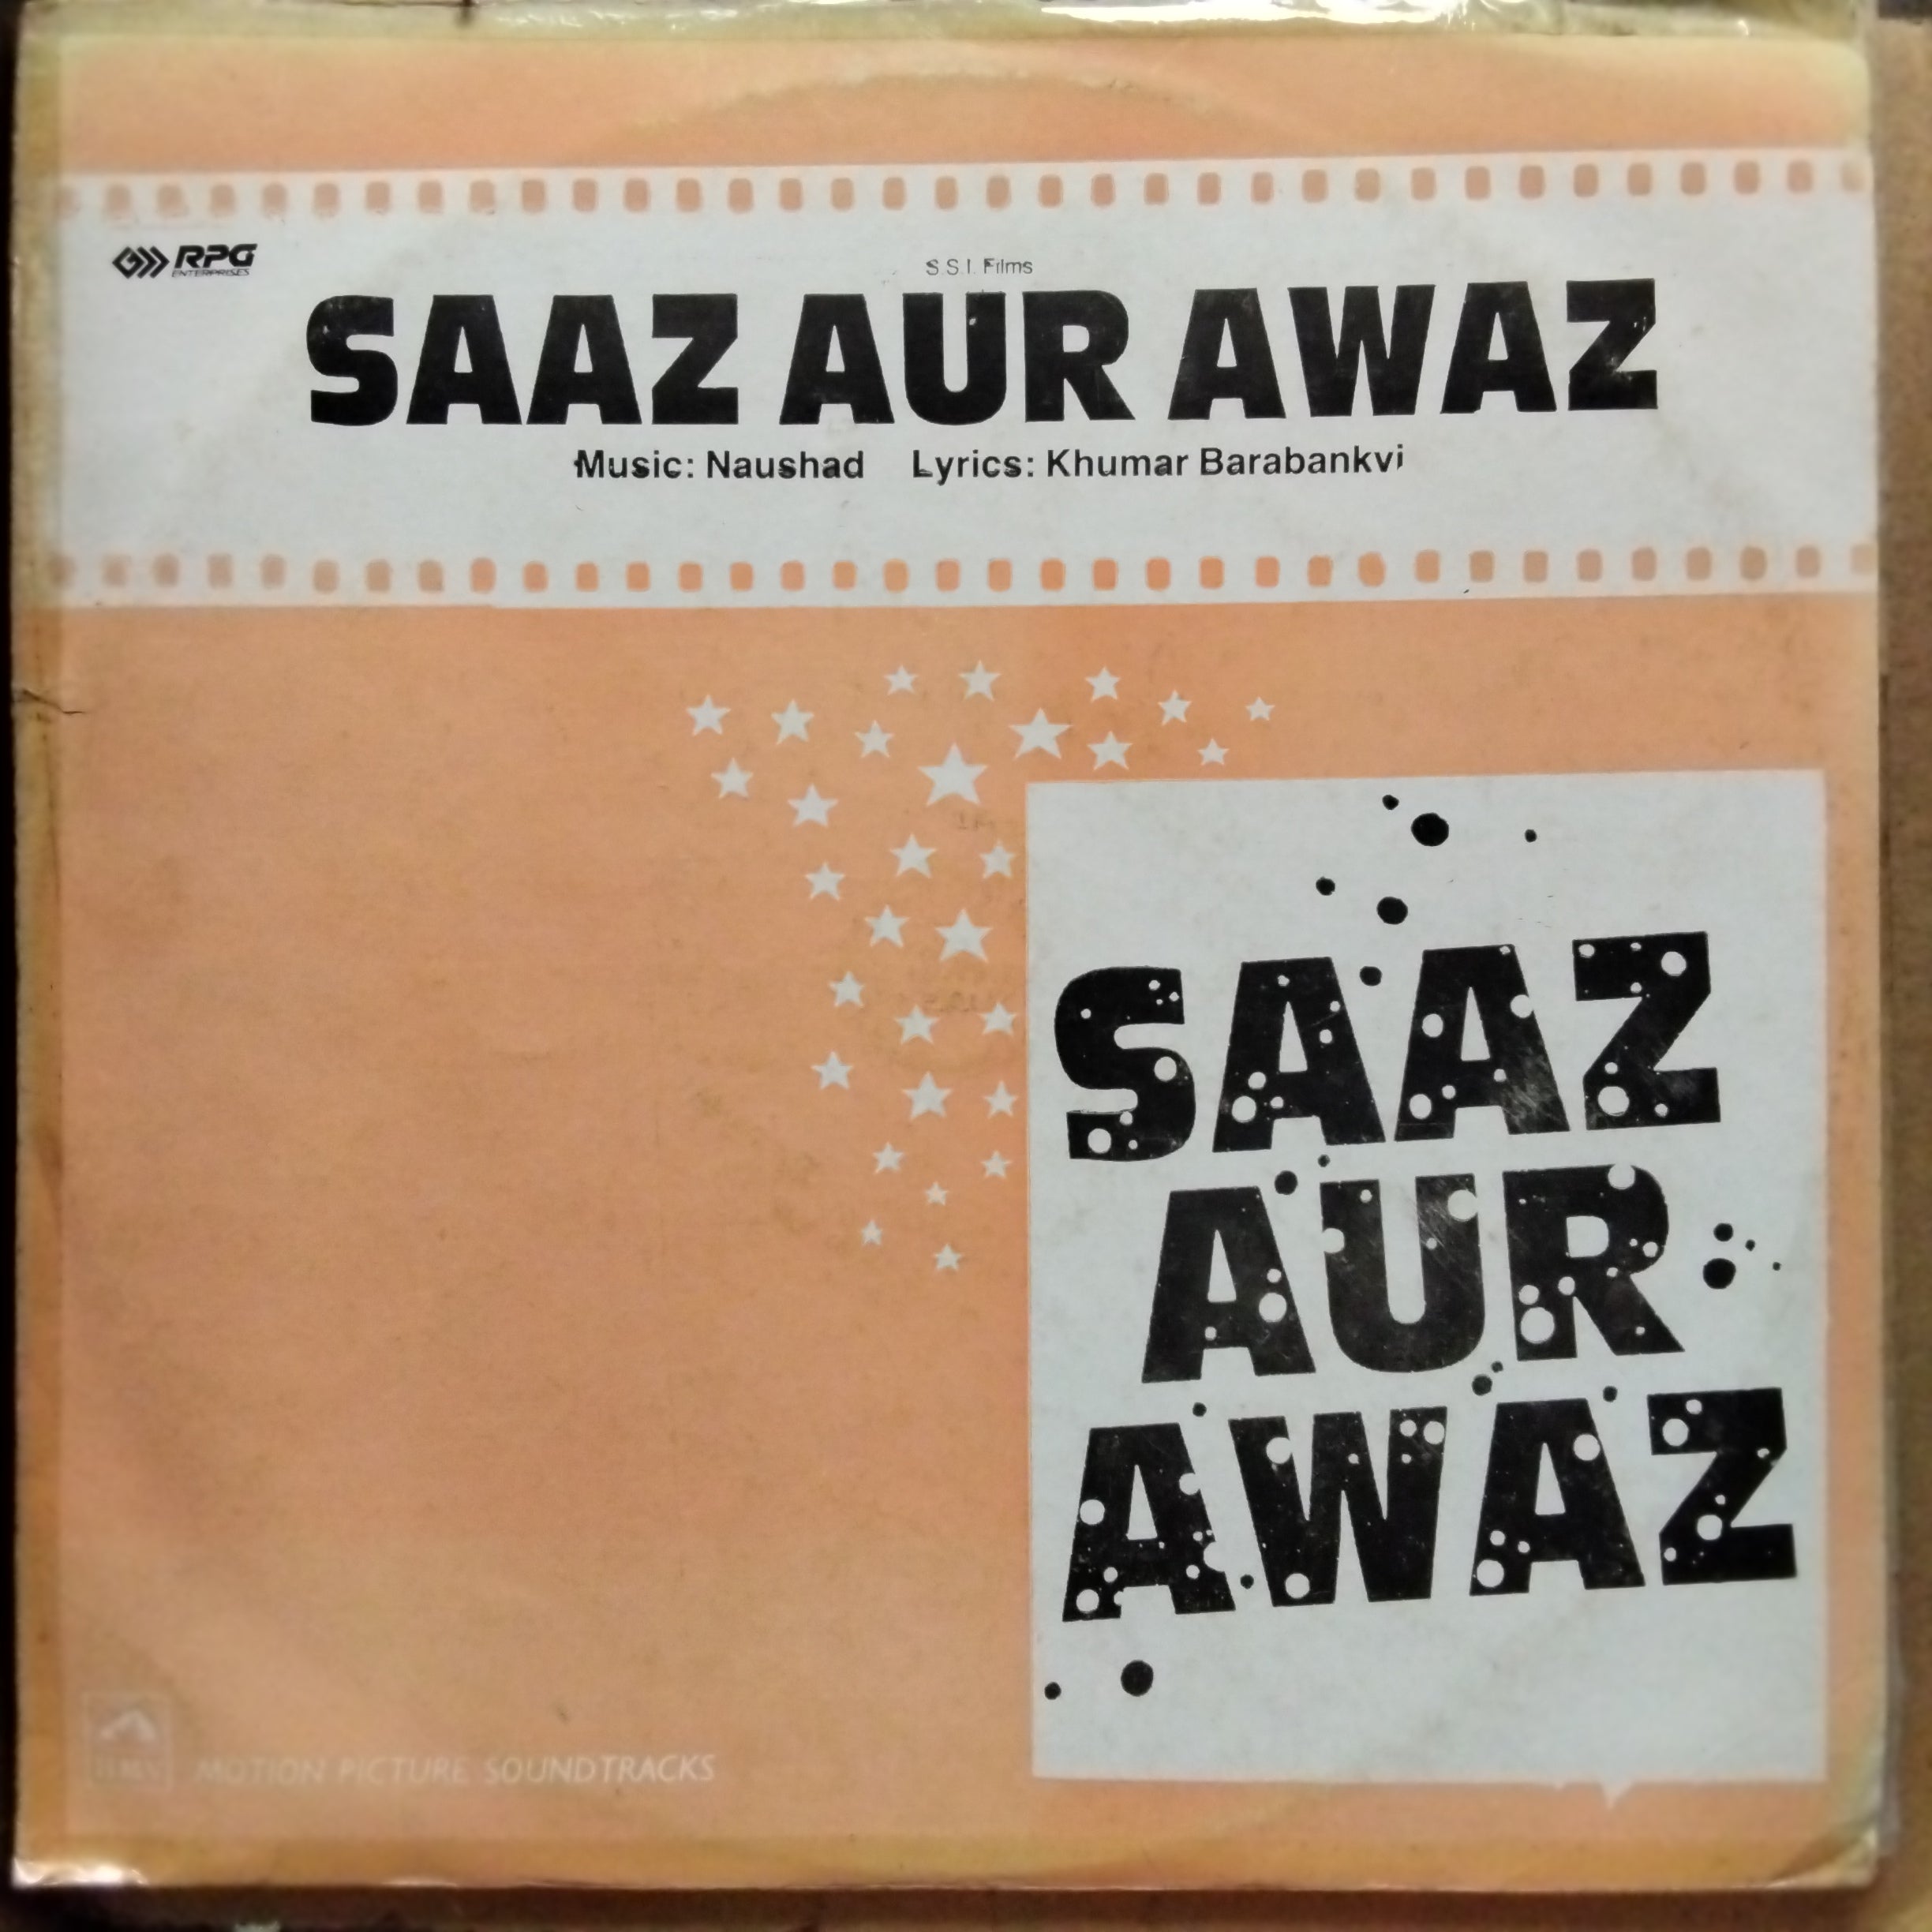 RPG
ENTERPRISES
S.S.I. Films
SAAZ AUR AWAZ
Music: Naushad Lyrics: Khumar Barabankvi
SAAZ
AUR
AWAZ
MOTION PICTURE SOUNDTRACKS